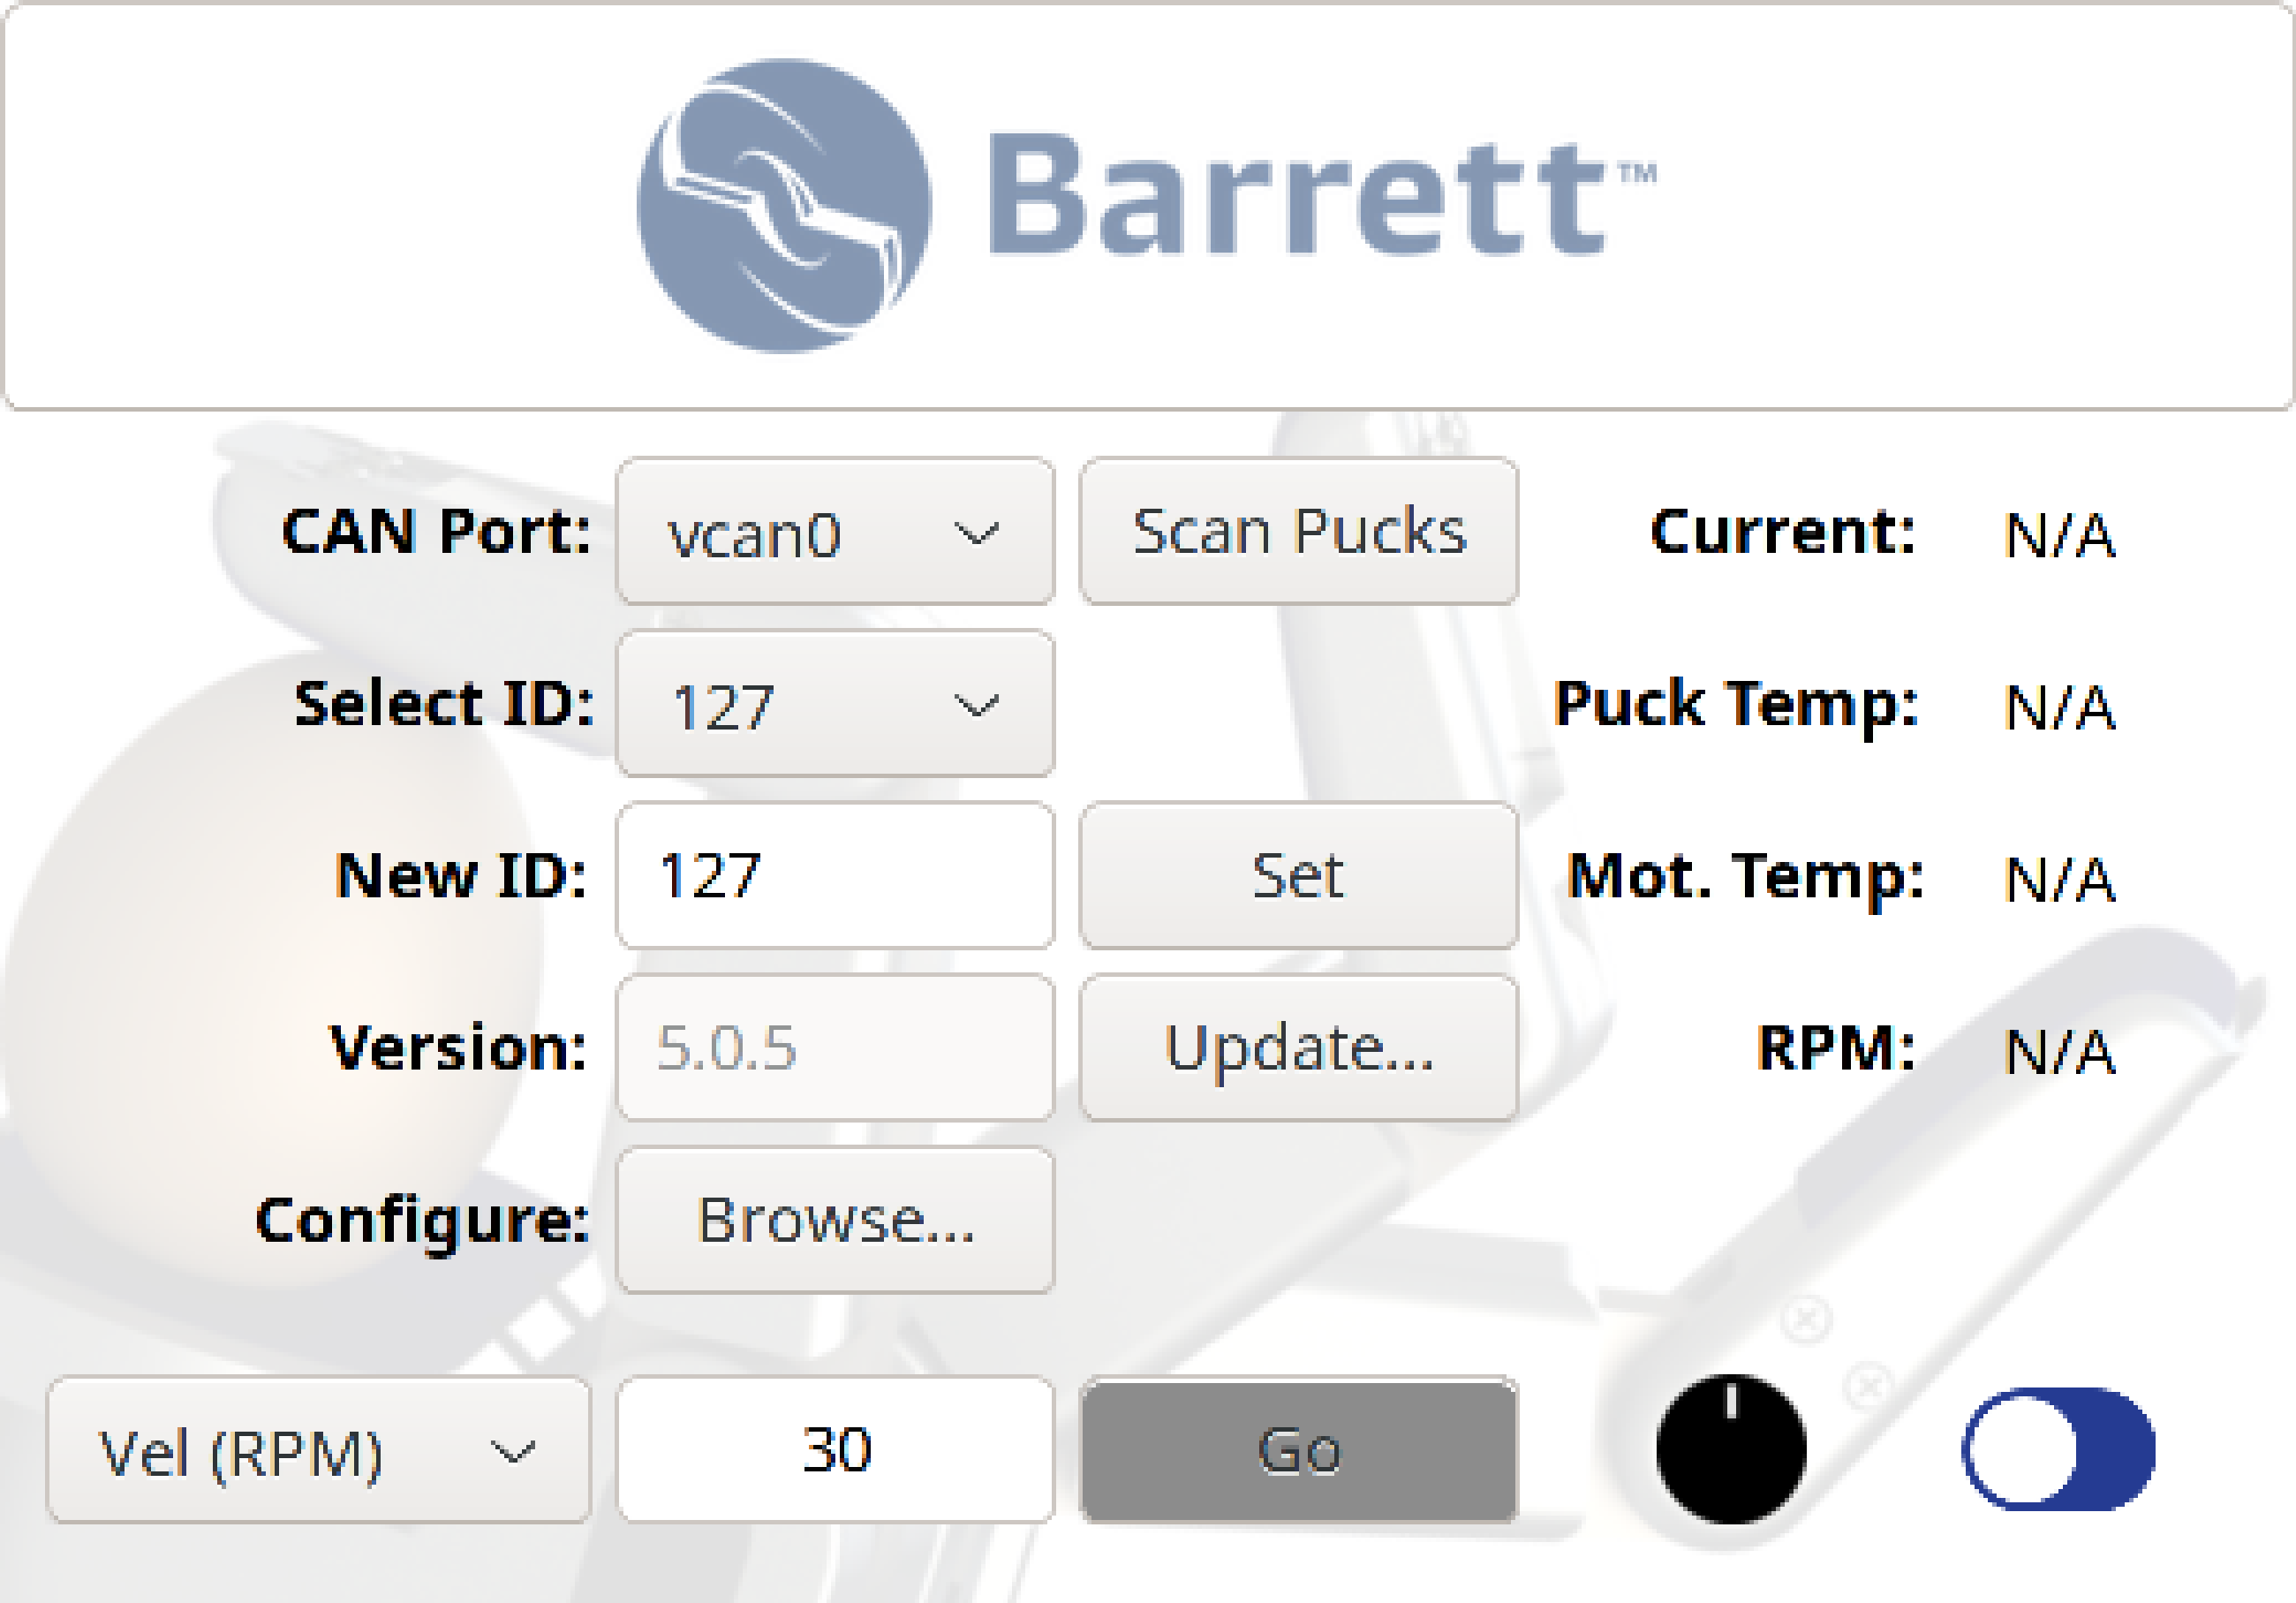 Barrett™
CAN Port: vcan0 Scan Pucks Current: N/A
Select ID: 127 Puck Temp: N/A
New ID: 127 Set Mot. Temp: N/A
Version: 5.0.5 Update... RPM: N/A
Configure: Browse...
Vel (RPM) 30 Go